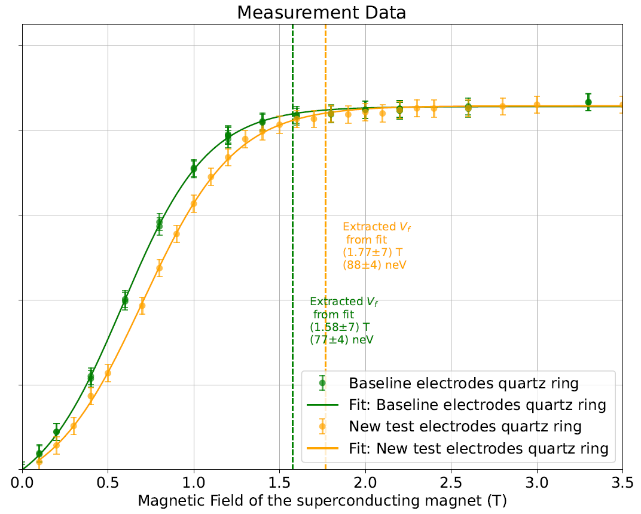 Measurement Data
Extracted V_f
from fit
(1.77±7) T
(88±4) neV
Extracted V_f
from fit
(1.58±7) T
(77±4) neV
Baseline electrodes quartz ring
Fit: Baseline electrodes quartz ring
New test electrodes quartz ring
Fit: New test electrodes quartz ring
0.0 0.5 1.0 1.5 2.0 2.5 3.0 3.5
Magnetic Field of the superconducting magnet (T)